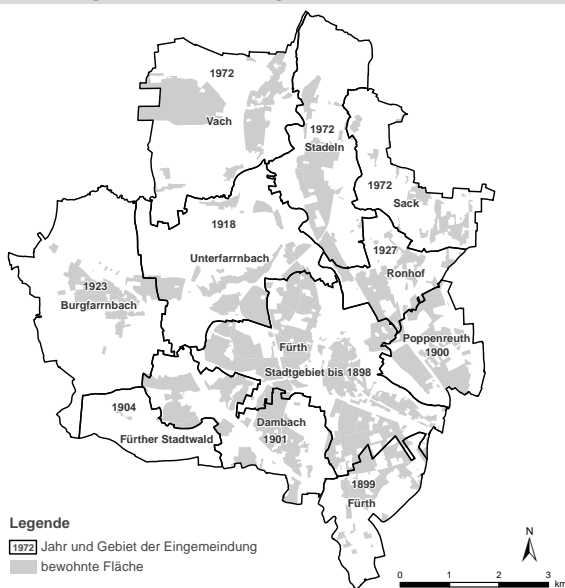 1972
Vach
1972
Stadeln
1972
Sack
1918
Unterfarrnbach
1927
Ronhof
1923
Burgfarrnbach
Poppenreuth
1900
Fürth
Stadtgebiet bis 1898
1904
Fürther Stadtwald
Dambach
1901
1899
Fürth
Legende
1972 Jahr und Gebiet der Eingemeindung
bewohnte Fläche
N
0 1 2 3
km